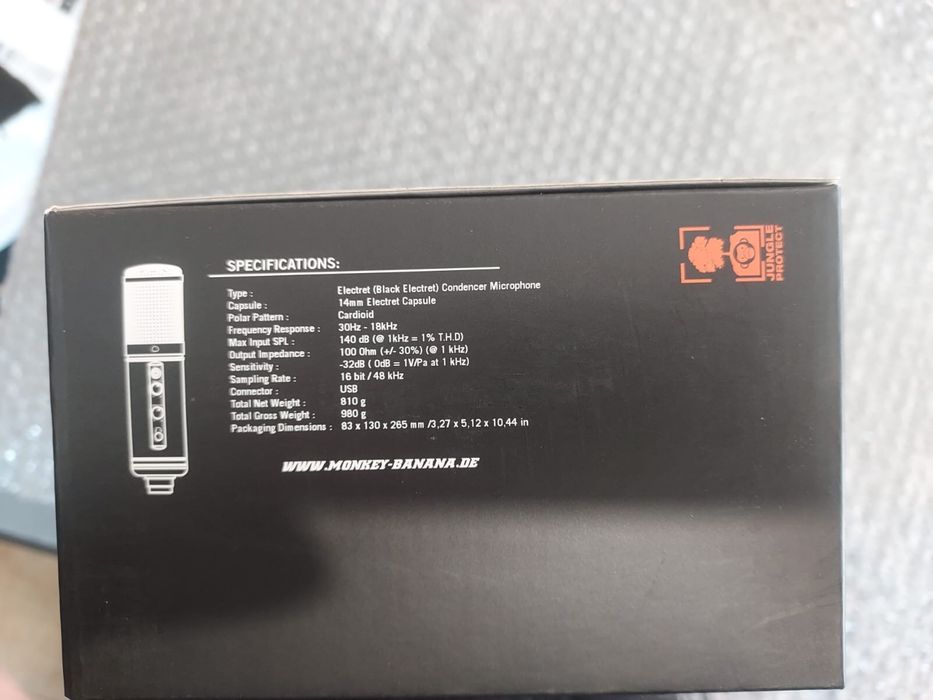 SPECIFICATIONS:
Type : Electret (Black Electret) Condencer Microphone
Capsule : 14mm Electret Capsule
Polar Pattern : Cardioid
Frequency Response : 30Hz - 18kHz
Max Input SPL : 140 dB (@ 1kHz = 1% T.H.D)
Output Impedance : 100 Ohm (+/- 30%) (@ 1 kHz)
Sensitivity : -32dB ( 0dB = 1V/Pa at 1 kHz)
Sampling Rate : 16 bit / 48 kHz
Connector : USB
Total Net Weight : 810 g
Total Gross Weight : 980 g
Packaging Dimensions : 83 x 130 x 265 mm /3,27 x 5,12 x 10,44 in
WWW.MONKEY-BANANA.DE
JUNGLE
PROTECT